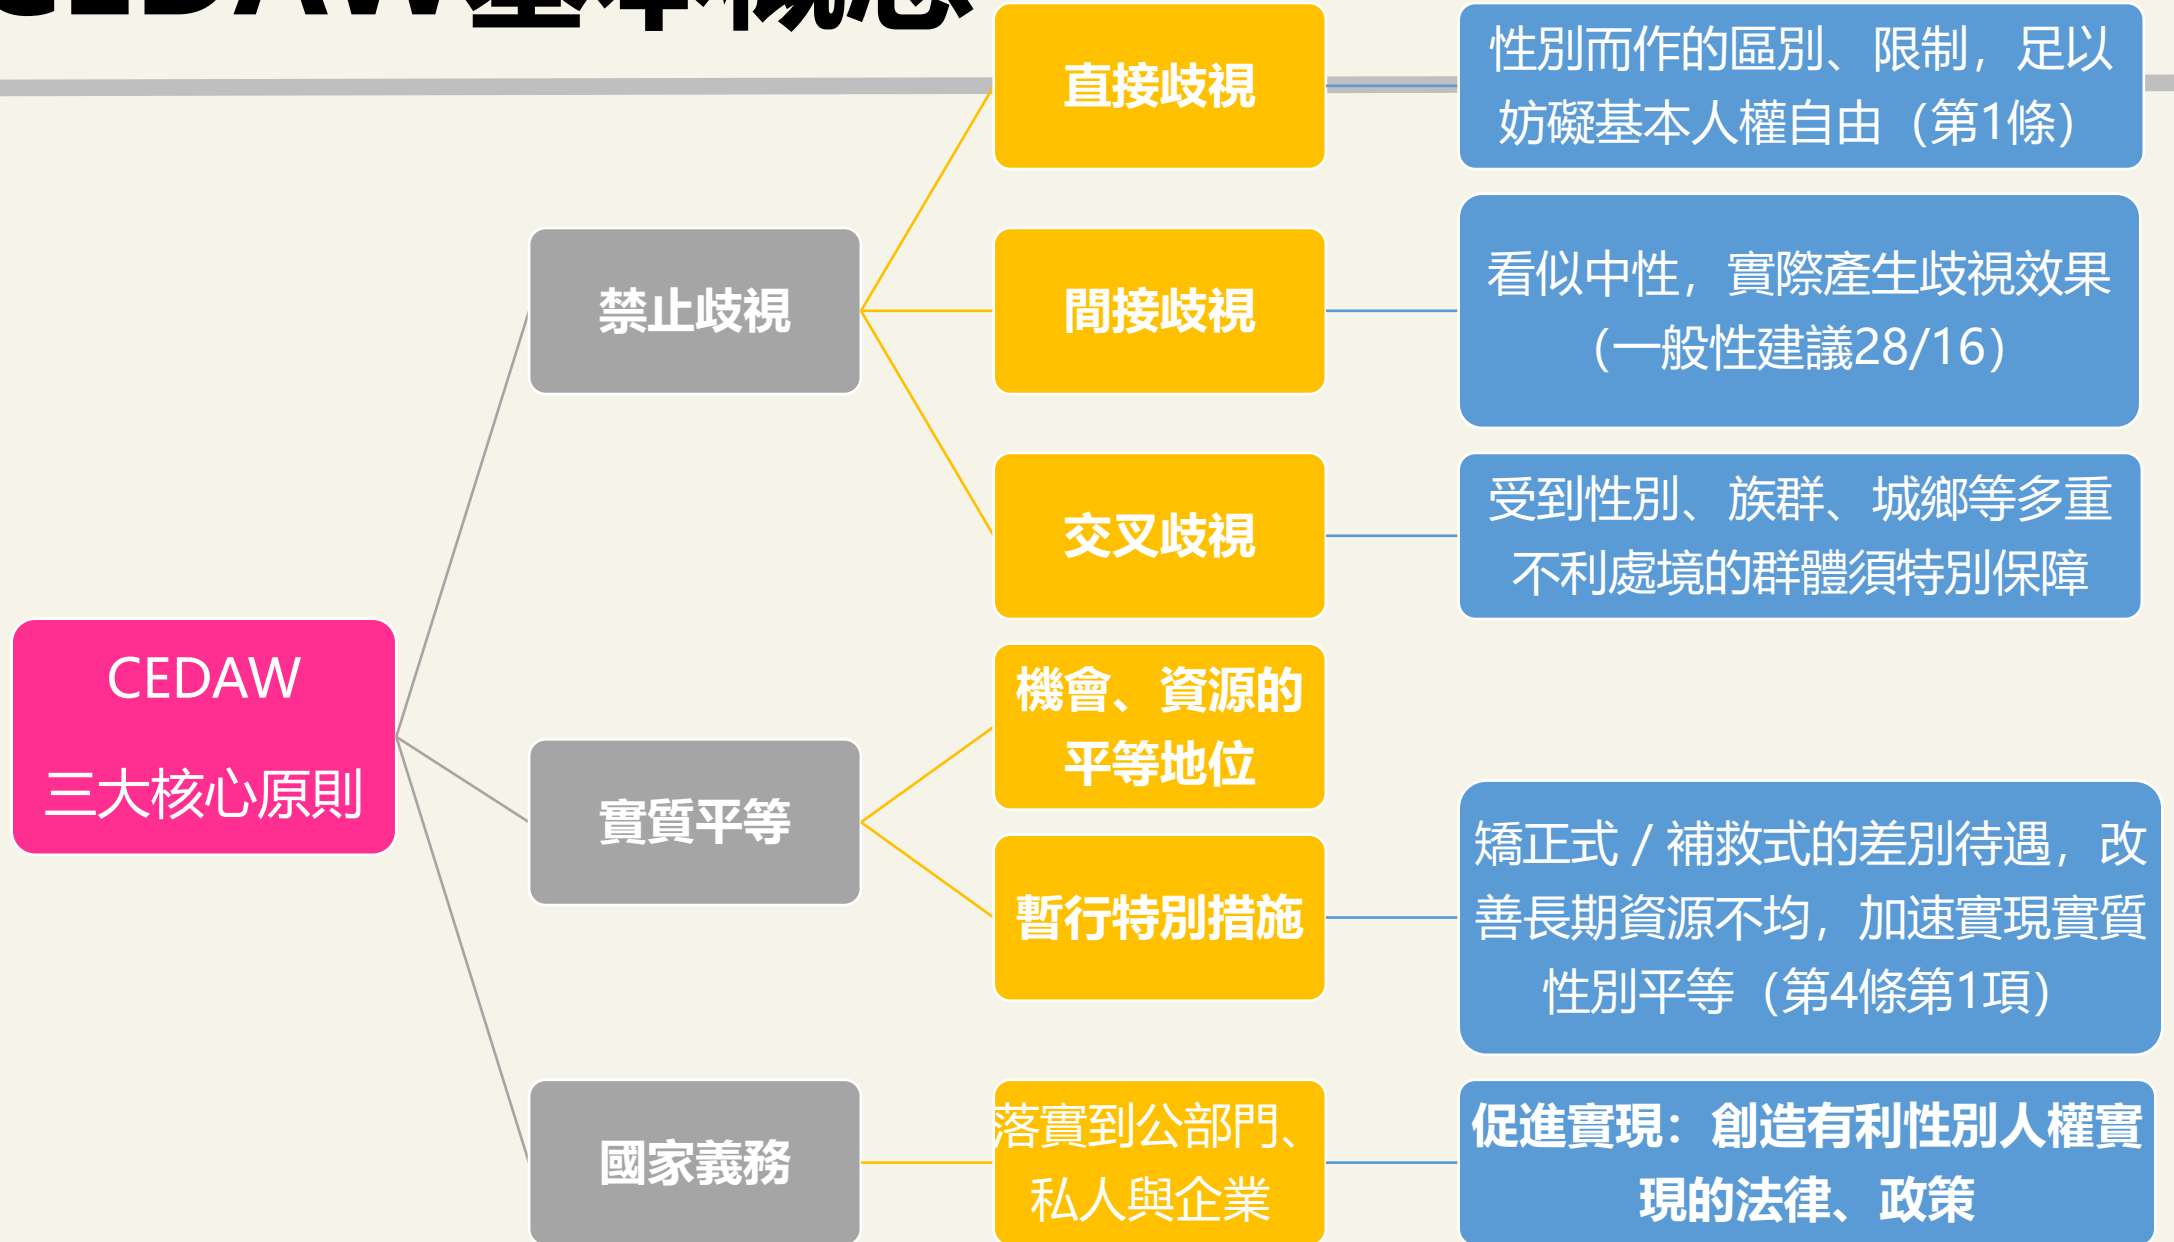 CEDAW基本概念
直接歧視
性別而作的區別、限制，足以
妨礙基本人權自由（第1條）
禁止歧視
間接歧視
看似中性，實際產生歧視效果
（一般性建議28/16）
交叉歧視
受到性別、族群、城鄉等多重
不利處境的群體須特別保障
CEDAW
三大核心原則
實質平等
機會、資源的
平等地位
暫行特別措施
矯正式 / 補救式的差別待遇，改
善長期資源不均，加速實現實質
性別平等（第4條第1項）
國家義務
落實到公部門、
私人與企業
促進實現：創造有利性別人權實
現的法律、政策